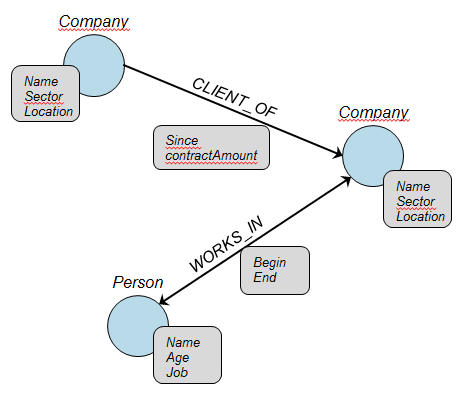 Company
Name
Sector
Location
CLIENT_OF
Since
contractAmount
Company
Name
Sector
Location
WORKS_IN
Begin
End
Person
Name
Age
Job